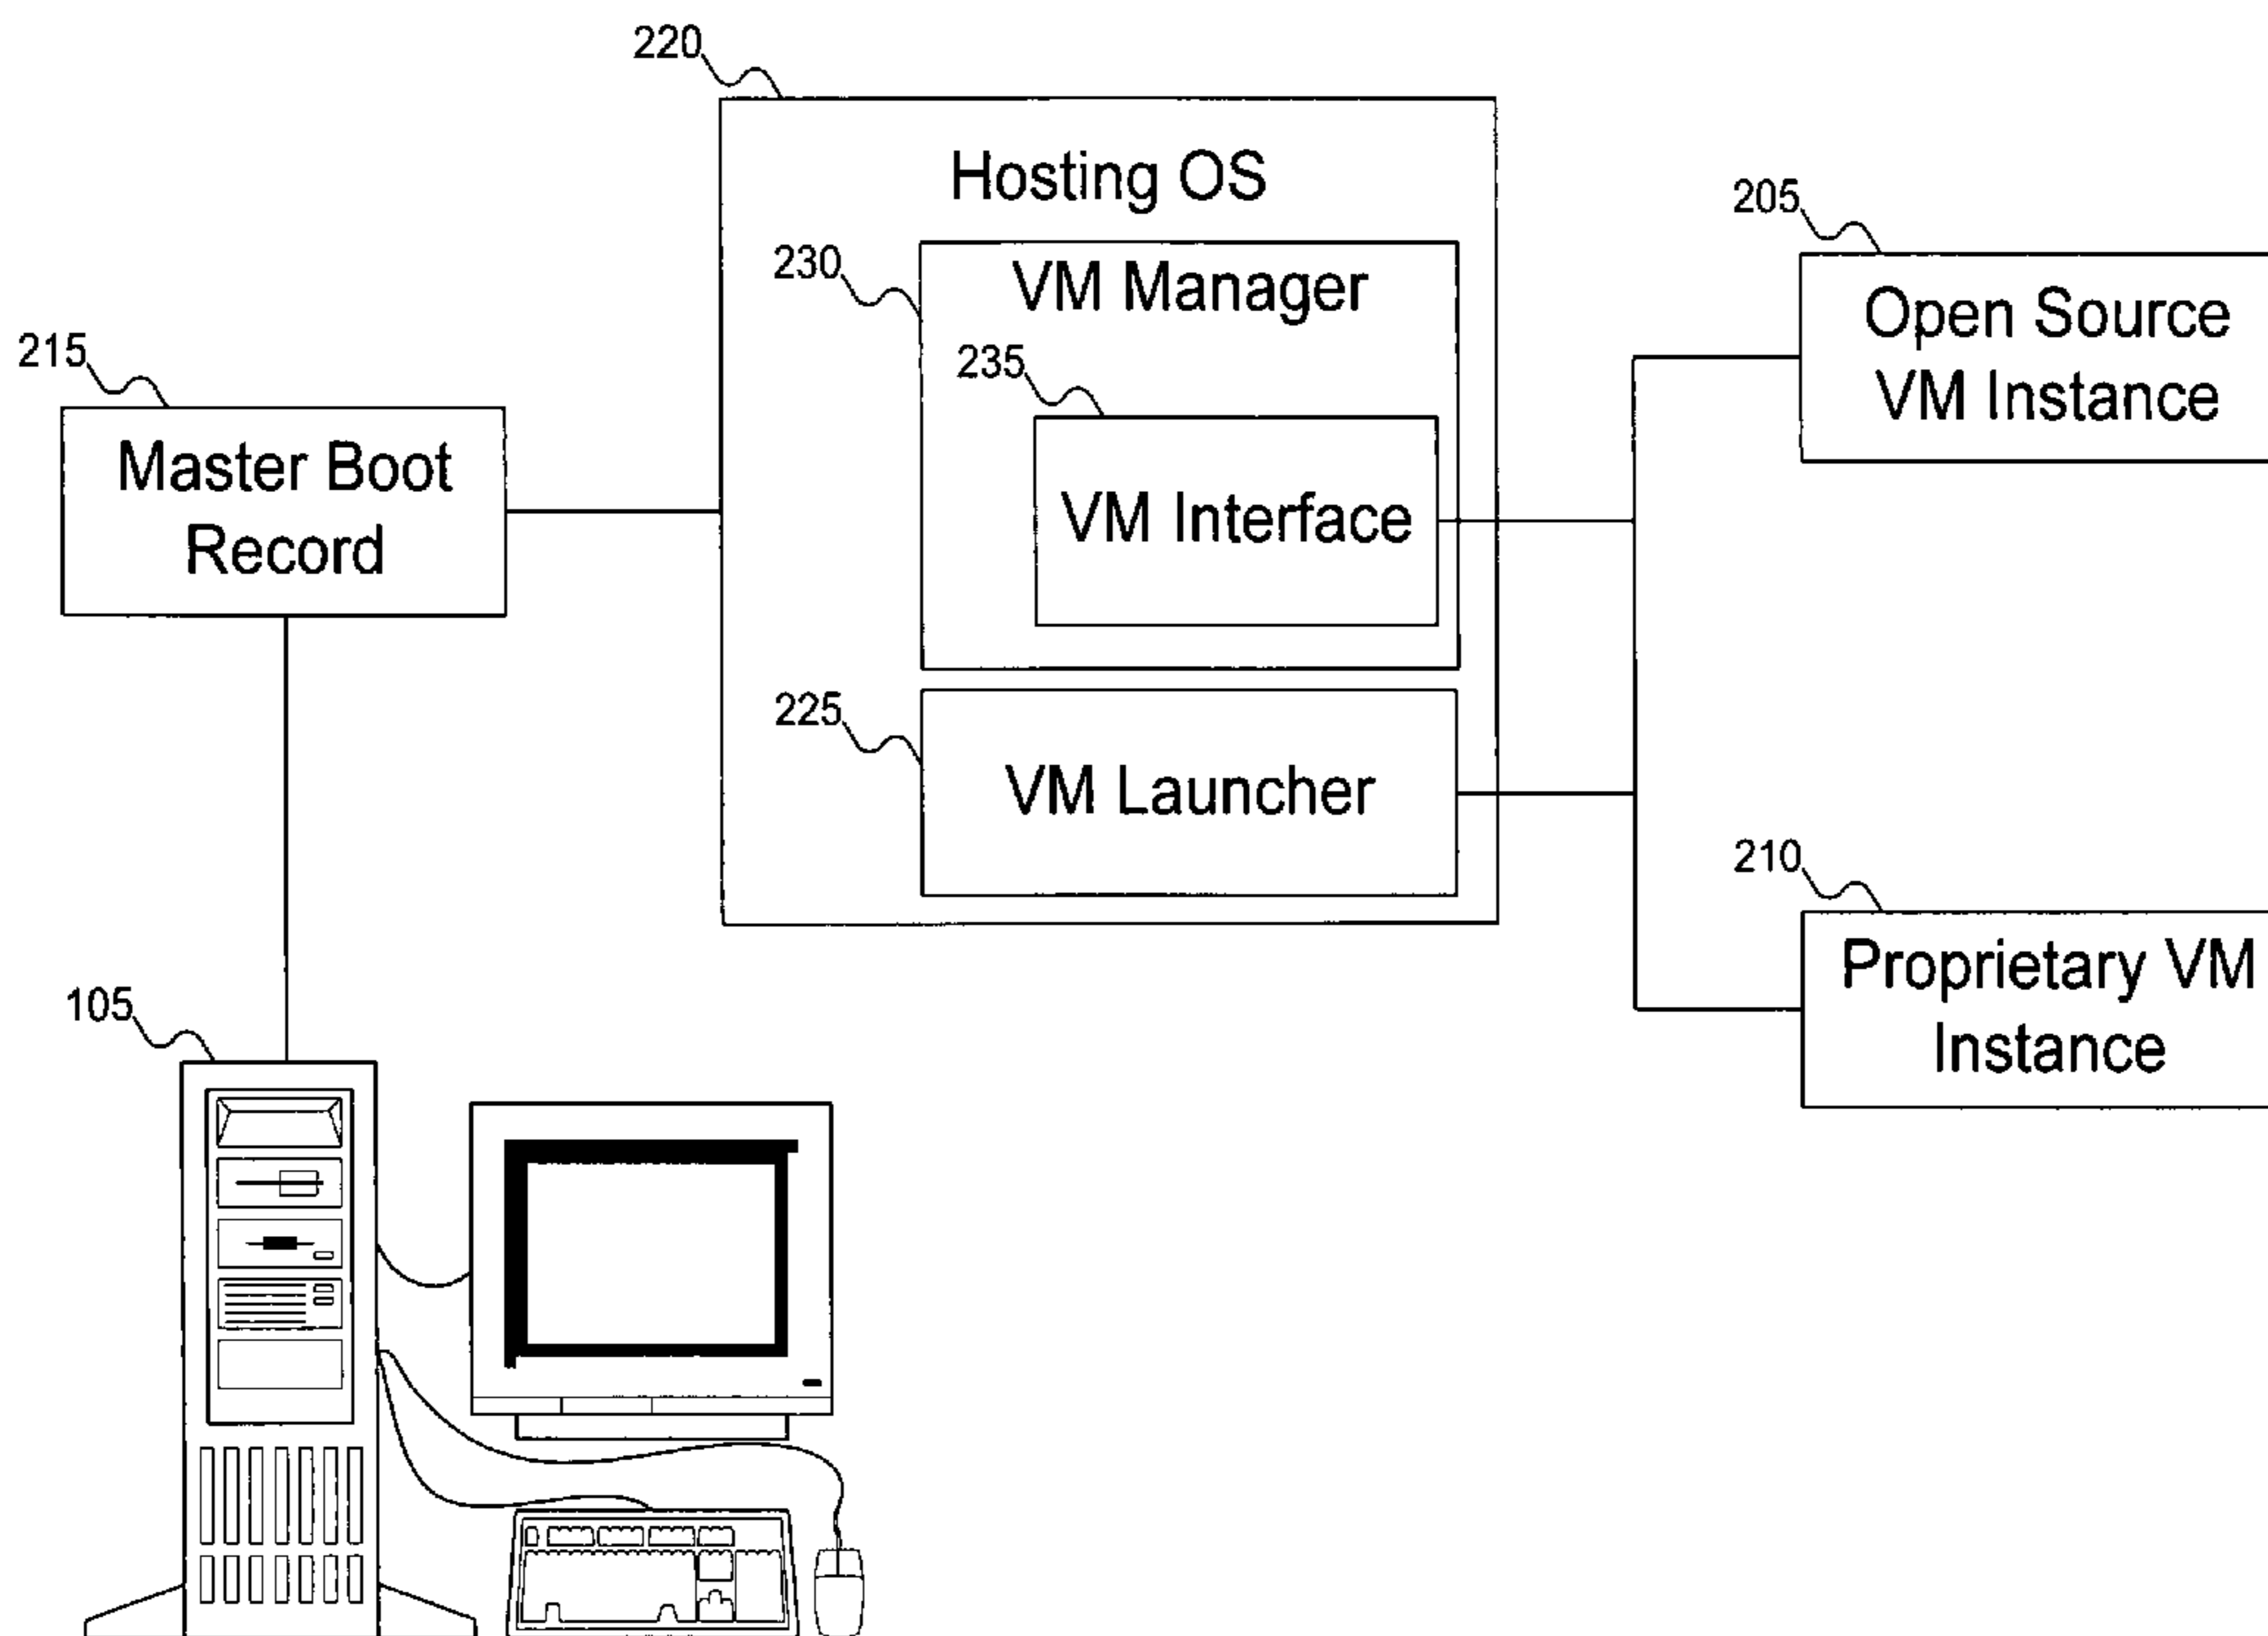 220
Hosting OS
205
230
VM Manager
Open Source
VM Instance
215
235
Master Boot
Record
VM Interface
225
VM Launcher
210
Proprietary VM
Instance
105